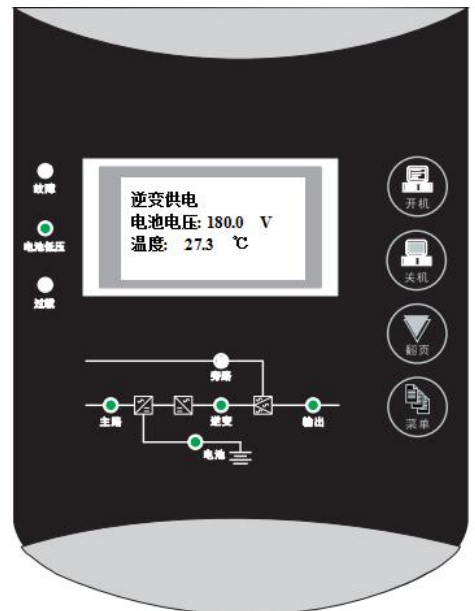 故障
电池低压
过载
逆变供电
电池电压: 180.0 V
温度: 27.3 ℃
开机
关机
翻页
菜单
旁路
主路
逆变
输出
电池